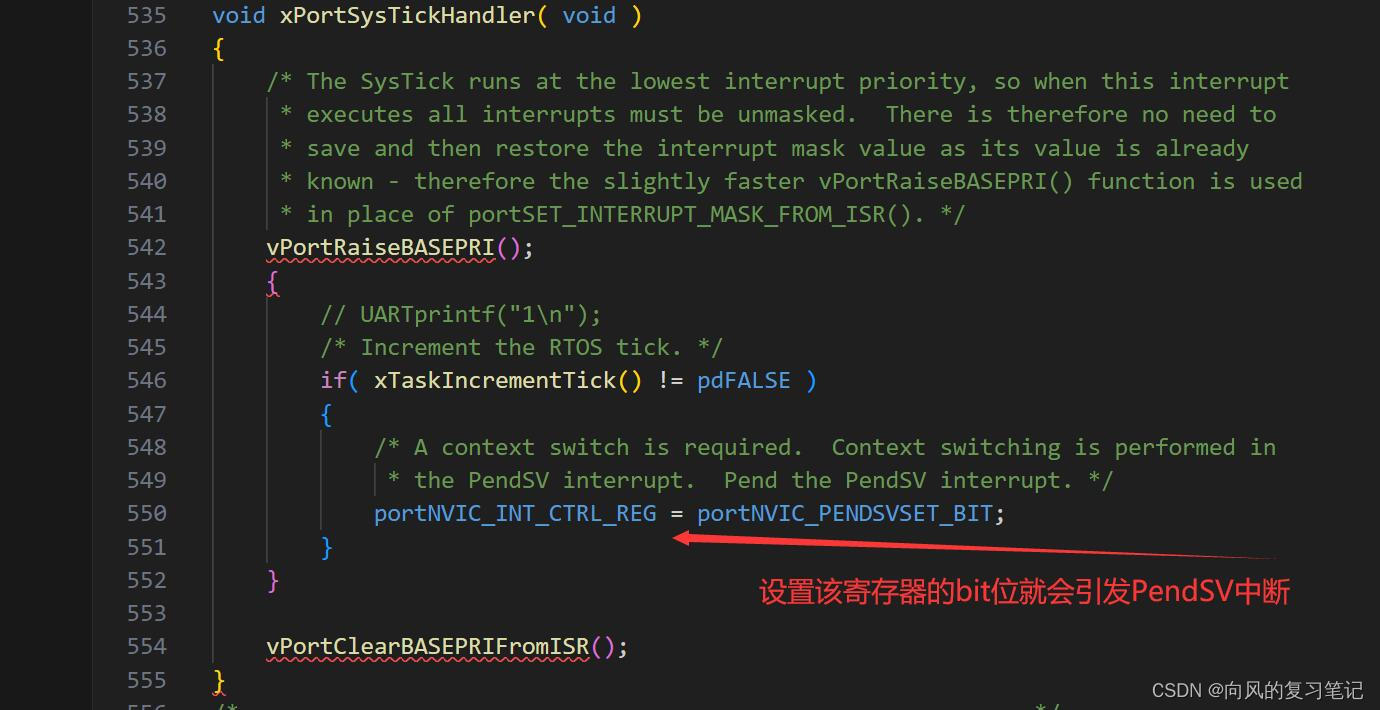 535 void xPortSysTickHandler( void )
536 {
537 /* The SysTick runs at the lowest interrupt priority, so when this interrupt
538 * executes all interrupts must be unmasked.  There is therefore no need to
539 * save and then restore the interrupt mask value as its value is already
540 * known - therefore the slightly faster vPortRaiseBASEPRI() function is used
541 * in place of portSET_INTERRUPT_MASK_FROM_ISR(). */
542 vPortRaiseBASEPRI();
543 {
544 // UARTprintf("1\n");
545 /* Increment the RTOS tick. */
546 if( xTaskIncrementTick() != pdFALSE )
547 {
548 /* A context switch is required.  Context switching is performed in
549 * the PendSV interrupt.  Pend the PendSV interrupt. */
550 portNVIC_INT_CTRL_REG = portNVIC_PENDSVSET_BIT;
551 }
设置该寄存器的bit位就会引发PendSV中断
552 }
553
554 vPortClearBASEPRIFromISR();
555 }
CSDN @向风的复习笔记